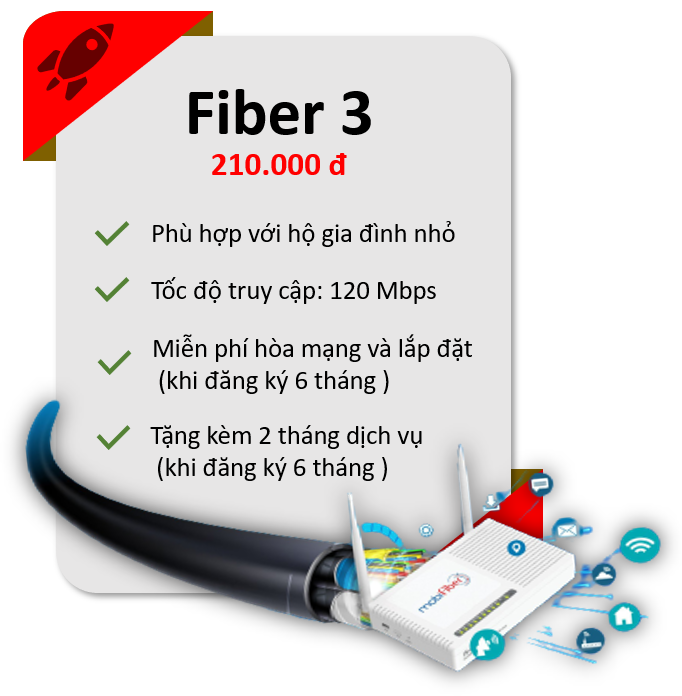 Fiber 3
210.000 đ
Phù hợp với hộ gia đình nhỏ
Tốc độ truy cập: 120 Mbps
Miễn phí hòa mạng và lắp đặt
(khi đăng ký 6 tháng )
Tặng kèm 2 tháng dịch vụ
(khi đăng ký 6 tháng )
mobifiber